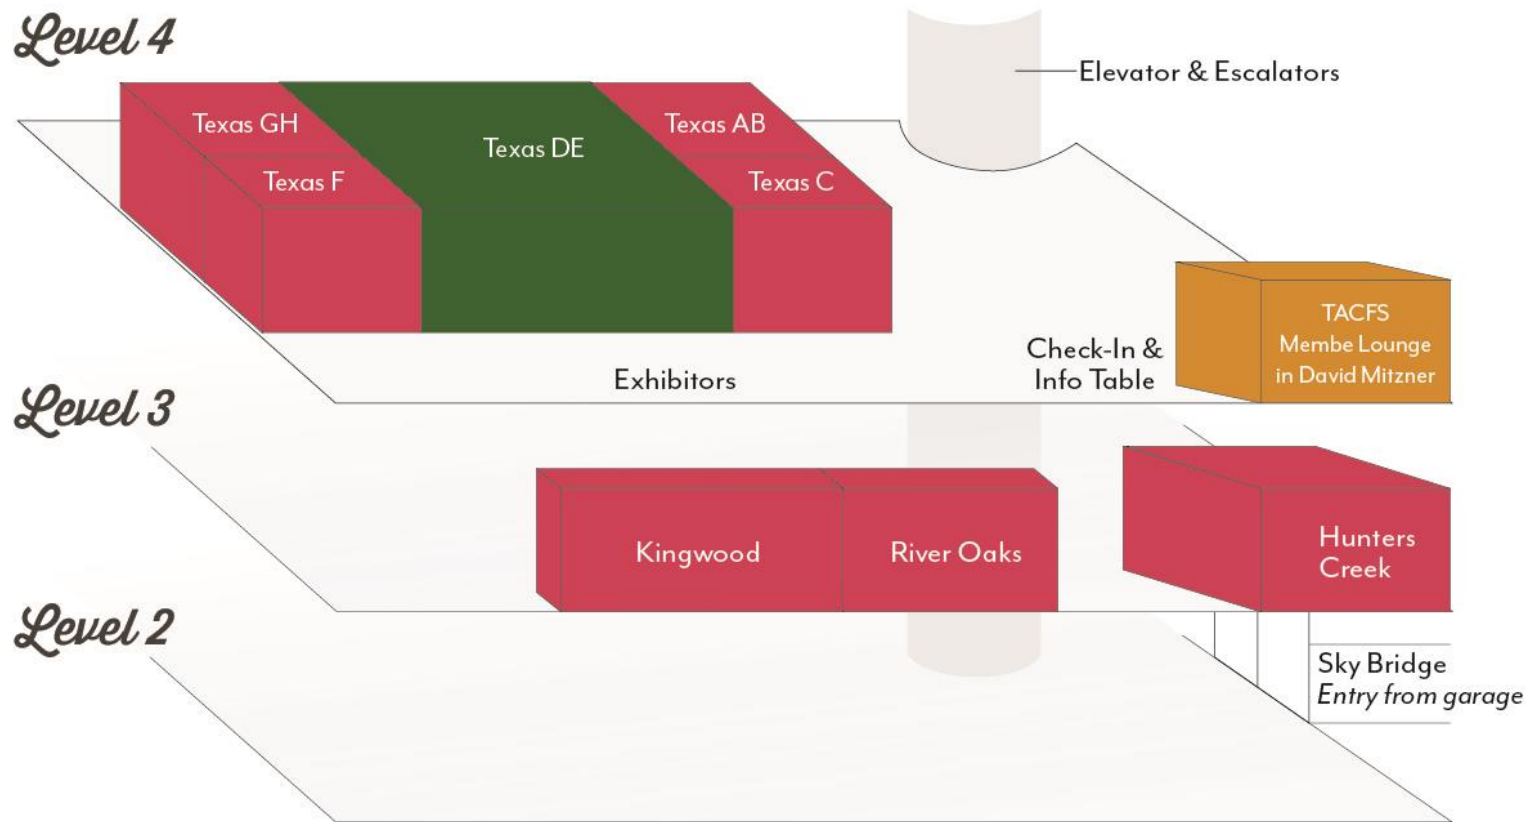 Level 4
Elevator & Escalators
Texas GH
Texas DE
Texas AB
Texas F
Texas C
TACFS
Membe Lounge
in David Mitzner
Check-In &
Info Table
Exhibitors
Level 3
Kingwood
River Oaks
Hunters
Creek
Level 2
Sky Bridge
Entry from garage